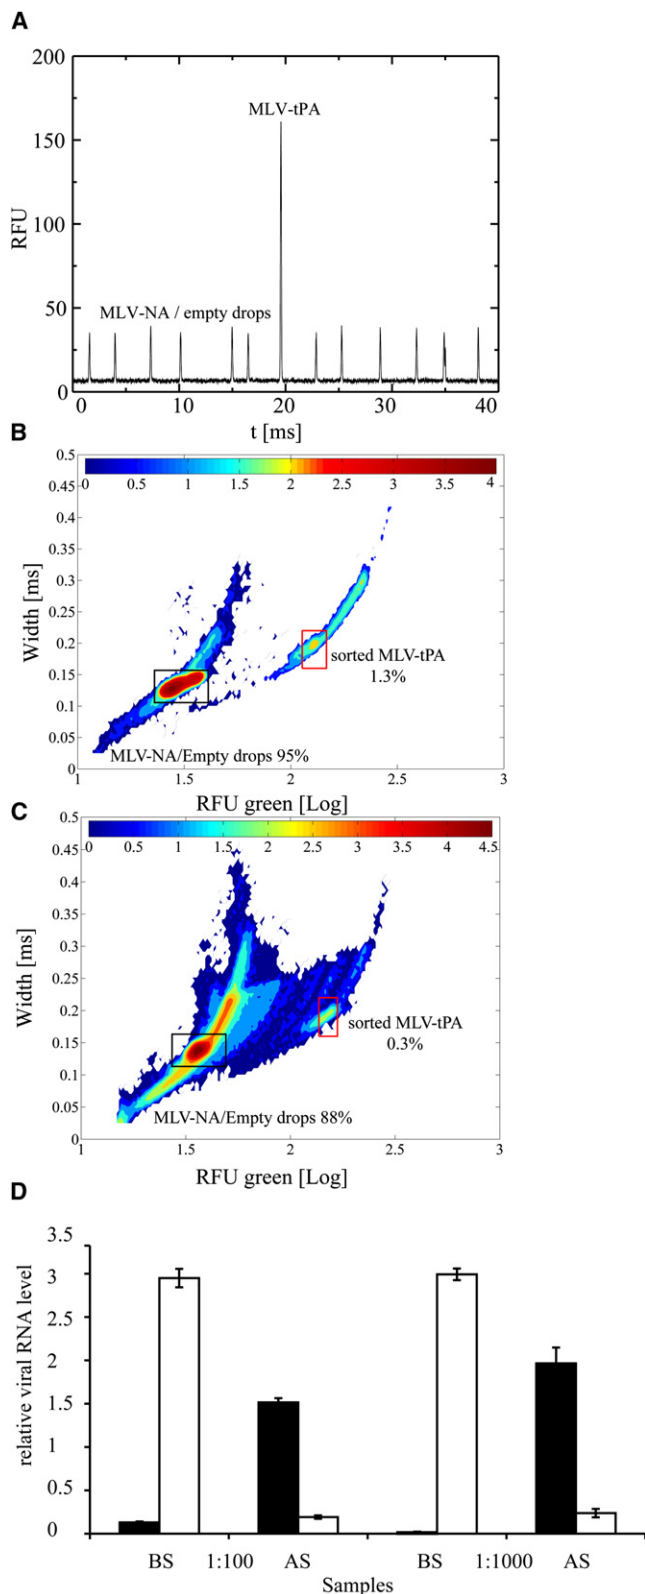 A
200
150
100
50
0
RFU
MLV-tPA
MLV-NA / empty drops
0 10 20 30 40
t [ms]
B
0.5
0.45
0.4
0.35
0.3
0.25
0.2
0.15
0.1
0.05
0
Width [ms]
0 0.5 1 1.5 2 2.5 3 3.5 4
sorted MLV-tPA
1.3%
MLV-NA/Empty drops 95%
1 1.5 2 2.5 3
RFU green [Log]
C
0.5
0.45
0.4
0.35
0.3
0.25
0.2
0.15
0.1
0.05
0
Width [ms]
0 0.5 1 1.5 2 2.5 3 3.5 4 4.5
sorted MLV-tPA
0.3%
MLV-NA/Empty drops 88%
1 1.5 2 2.5 3
RFU green [Log]
D
3.5
3
2.5
2
1.5
1
0.5
0
relative viral RNA level
BS 1:100 AS BS 1:1000 AS
Samples